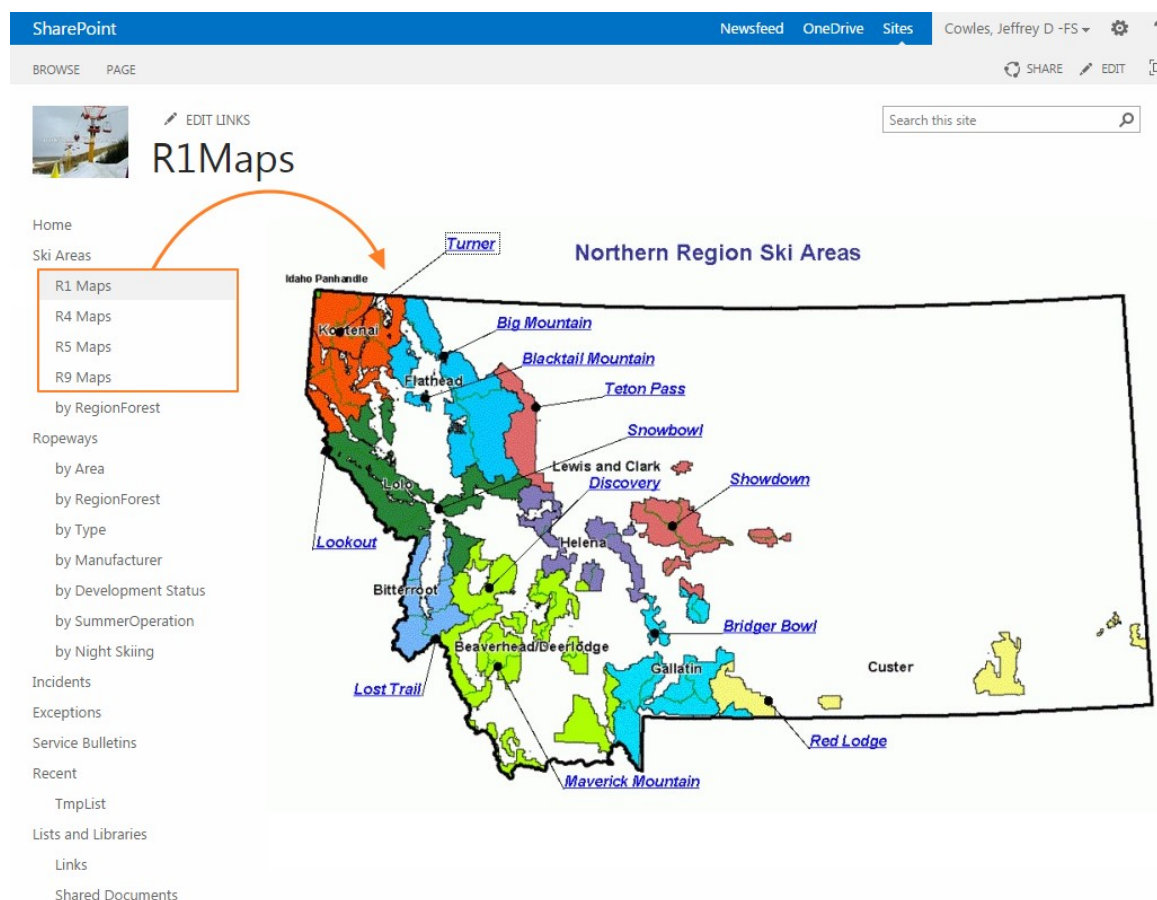 SharePoint
Newsfeed OneDrive Sites Cowles, Jeffrey D -FS
BROWSE PAGE
SHARE EDIT
EDIT LINKS
Search this site
R1Maps
Home
Ski Areas
R1 Maps
R4 Maps
R5 Maps
R9 Maps
by RegionForest
Ropeways
by Area
by RegionForest
by Type
by Manufacturer
by Development Status
by SummerOperation
by Night Skiing
Incidents
Exceptions
Service Bulletins
Recent
TmpList
Lists and Libraries
Links
Shared Documents
Northern Region Ski Areas
Turner
Idaho Panhandle
Kootenai
Big Mountain
Blacktail Mountain
Flathead
Teton Pass
Snowbowl
Lewis and Clark
Discovery
Showdown
Lolo
Lookout
Helena
Bitterroot
Bridger Bowl
Beaverhead/Deerlodge
Gallatin
Custer
Lost Trail
Red Lodge
Maverick Mountain